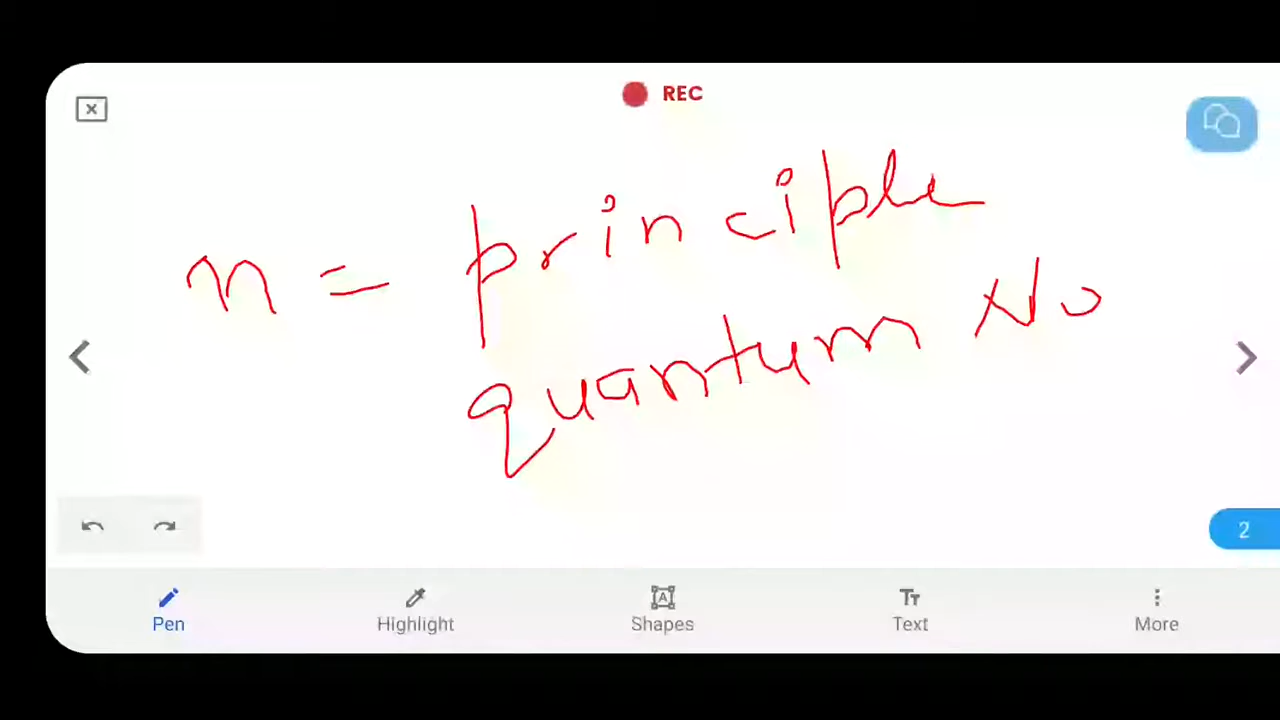 REC
n = principle
quantum No
2
Pen
Highlight
Shapes
Text
More